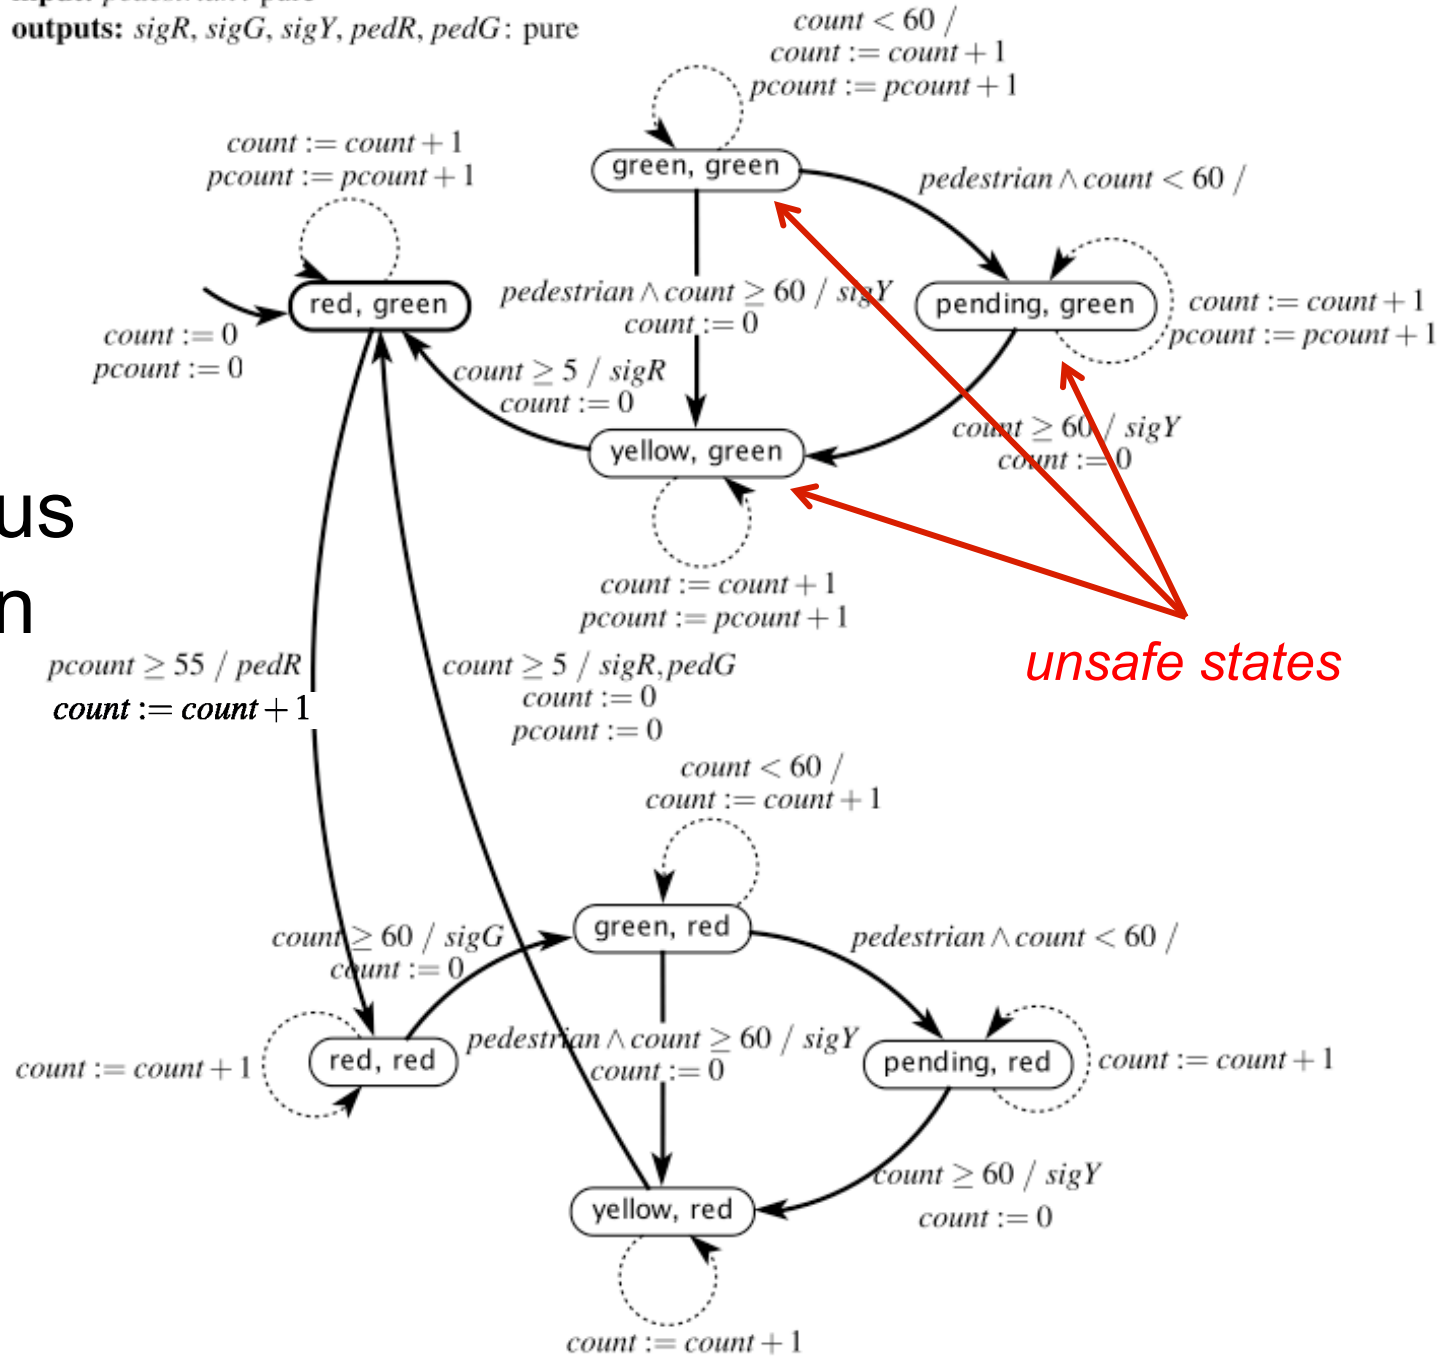 outputs: sigR, sigG, sigY, pedR, pedG: pure
count < 60 /
count := count + 1
pcount := pcount + 1
count := count + 1
pcount := pcount + 1
green, green
pedestrian ∧ count < 60 /
red, green
count := 0
pcount := 0
pedestrian ∧ count ≥ 60 / sigY
count := 0
pending, green
count := count + 1
pcount := pcount + 1
count ≥ 5 / sigR
count := 0
yellow, green
count ≥ 60 / sigY
count := 0
us
n
count := count + 1
pcount := pcount + 1
unsafe states
pcount ≥ 55 / pedR
count := count + 1
count ≥ 5 / sigR, pedG
count := 0
pcount := 0
count < 60 /
count := count + 1
green, red
pedestrian ∧ count < 60 /
count ≥ 60 / sigG
count := 0
red, red
count := count + 1
pedestrian ∧ count ≥ 60 / sigY
count := 0
pending, red
count := count + 1
count ≥ 60 / sigY
count := 0
yellow, red
count := count + 1